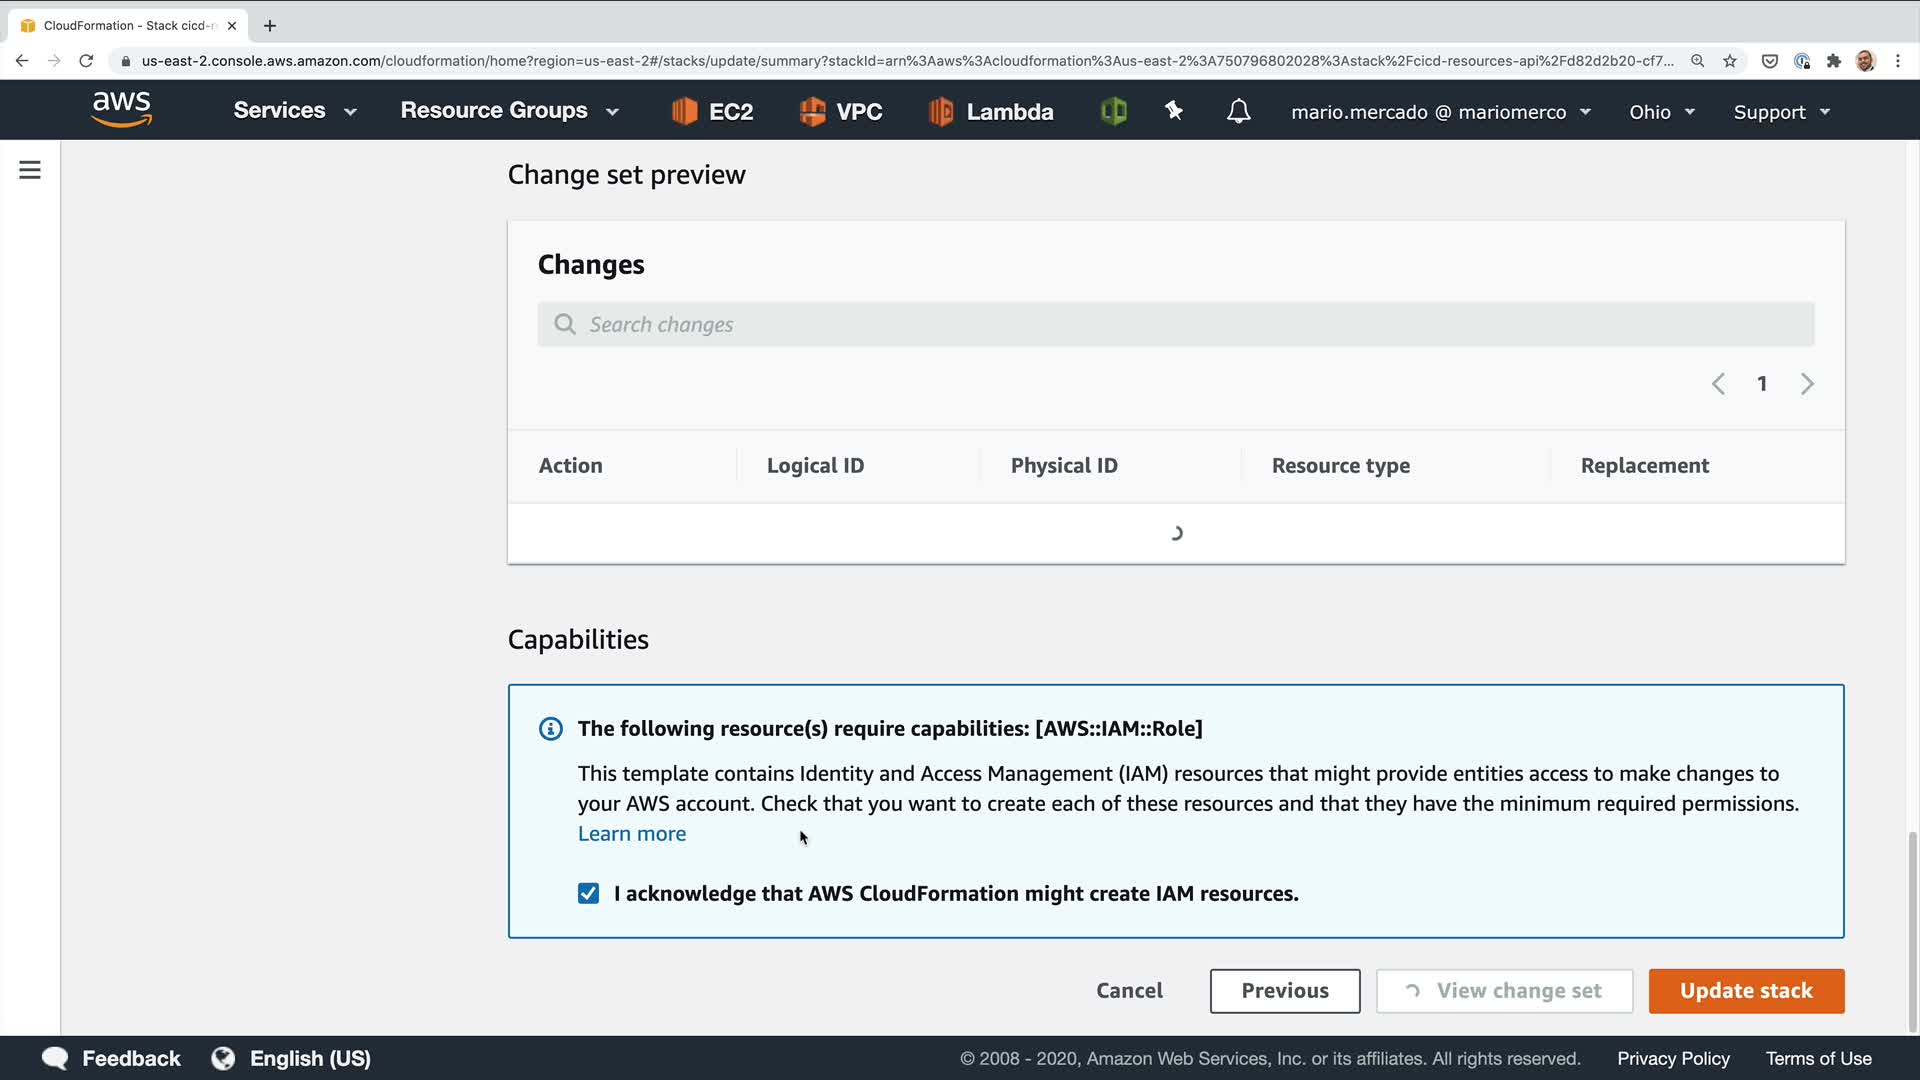 CloudFormation - Stack cicd-r
us-east-2.console.aws.amazon.com/cloudformation/home?region=us-east-2#/stacks/update/summary?stackId=arn%3Aaws%3Acloudformation%3Aus-east-2%3A750796802028%3Astack%2Fcicd-resources-api%2Fd82d2b20-cf7...
aws Services Resource Groups EC2 VPC Lambda mario.mercado @ mariomerco Ohio Support
Change set preview
Changes
Search changes
1
Action Logical ID Physical ID Resource type Replacement
Capabilities
The following resource(s) require capabilities: [AWS::IAM::Role]
This template contains Identity and Access Management (IAM) resources that might provide entities access to make changes to
your AWS account. Check that you want to create each of these resources and that they have the minimum required permissions.
Learn more
I acknowledge that AWS CloudFormation might create IAM resources.
Cancel Previous View change set Update stack
Feedback English (US) © 2008 - 2020, Amazon Web Services, Inc. or its affiliates. All rights reserved. Privacy Policy Terms of Use